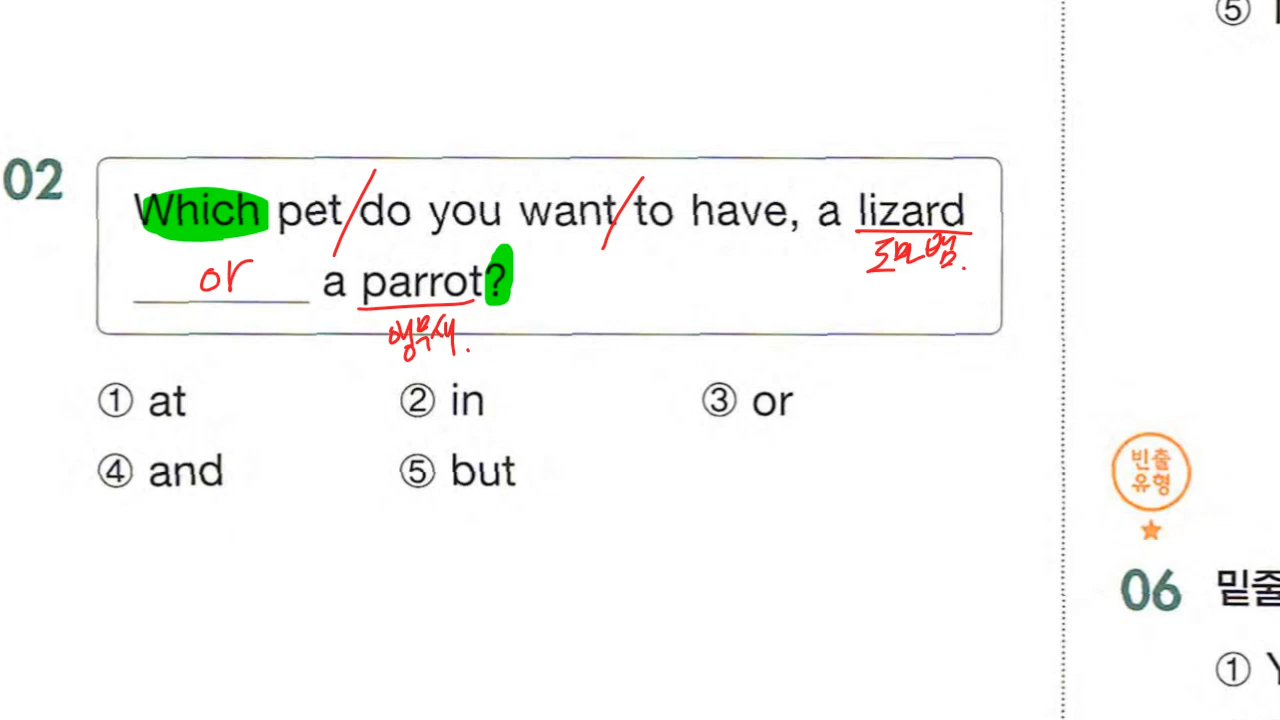 ⑤
02
Which pet do you want to have, a lizard
도마뱀.
or a parrot?
앵무새.
① at ② in ③ or
④ and ⑤ but
빈출
유형
06 밑줄
① Y